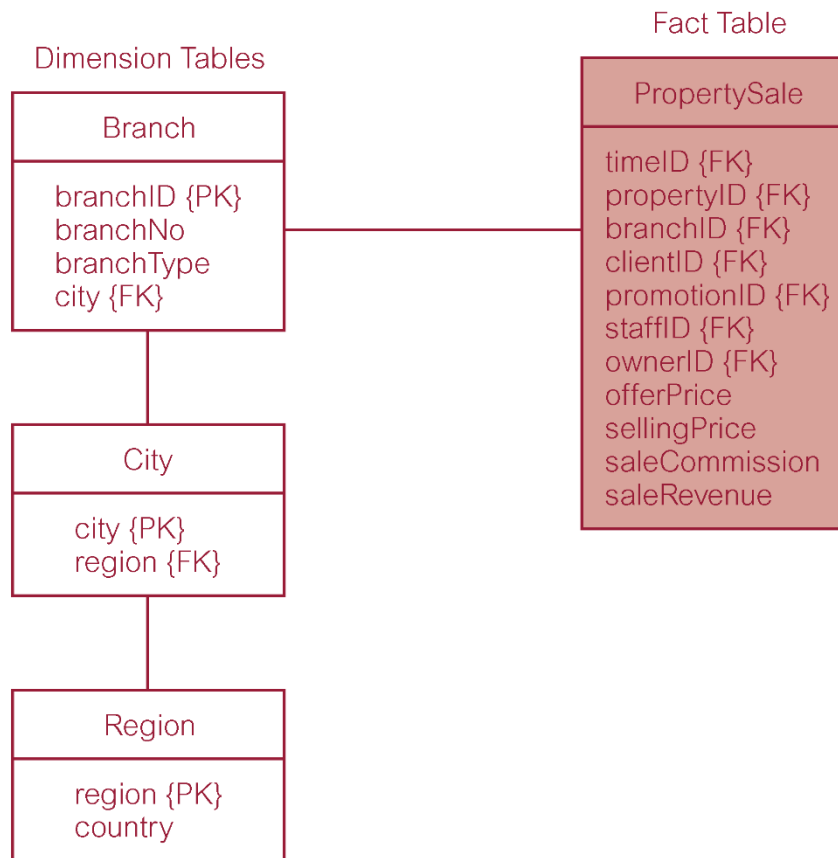 Dimension Tables
Branch
branchID {PK}
branchNo
branchType
city {FK}
City
city {PK}
region {FK}
Region
region {PK}
country
Fact Table
PropertySale
timeID {FK}
propertyID {FK}
branchID {FK}
clientID {FK}
promotionID {FK}
staffID {FK}
ownerID {FK}
offerPrice
sellingPrice
saleCommission
saleRevenue